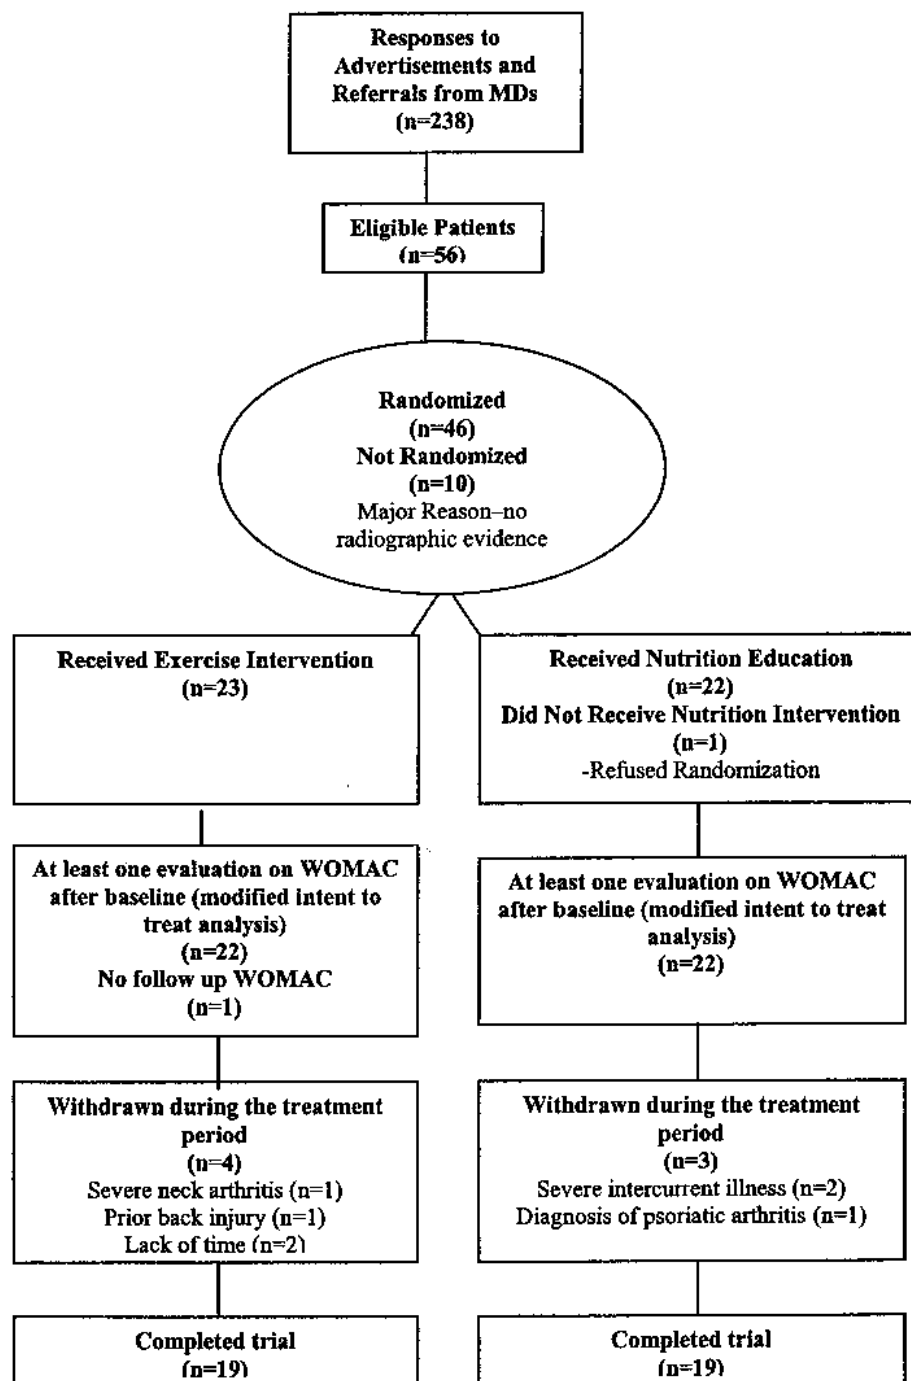 Responses to
Advertisements and
Referrals from MDs
(n=238)
Eligible Patients
(n=56)
Randomized
(n=46)
Not Randomized
(n=10)
Major Reason–no
radiographic evidence
Received Exercise Intervention
(n=23)
Received Nutrition Education
(n=22)
Did Not Receive Nutrition Intervention
(n=1)
-Refused Randomization
At least one evaluation on WOMAC
after baseline (modified intent to
treat analysis)
(n=22)
No follow up WOMAC
(n=1)
At least one evaluation on WOMAC
after baseline (modified intent to treat
analysis)
(n=22)
Withdrawn during the treatment
period
(n=4)
Severe neck arthritis (n=1)
Prior back injury (n=1)
Lack of time (n=2)
Withdrawn during the treatment
period
(n=3)
Severe intercurrent illness (n=2)
Diagnosis of psoriatic arthritis (n=1)
Completed trial
(n=19)
Completed trial
(n=19)